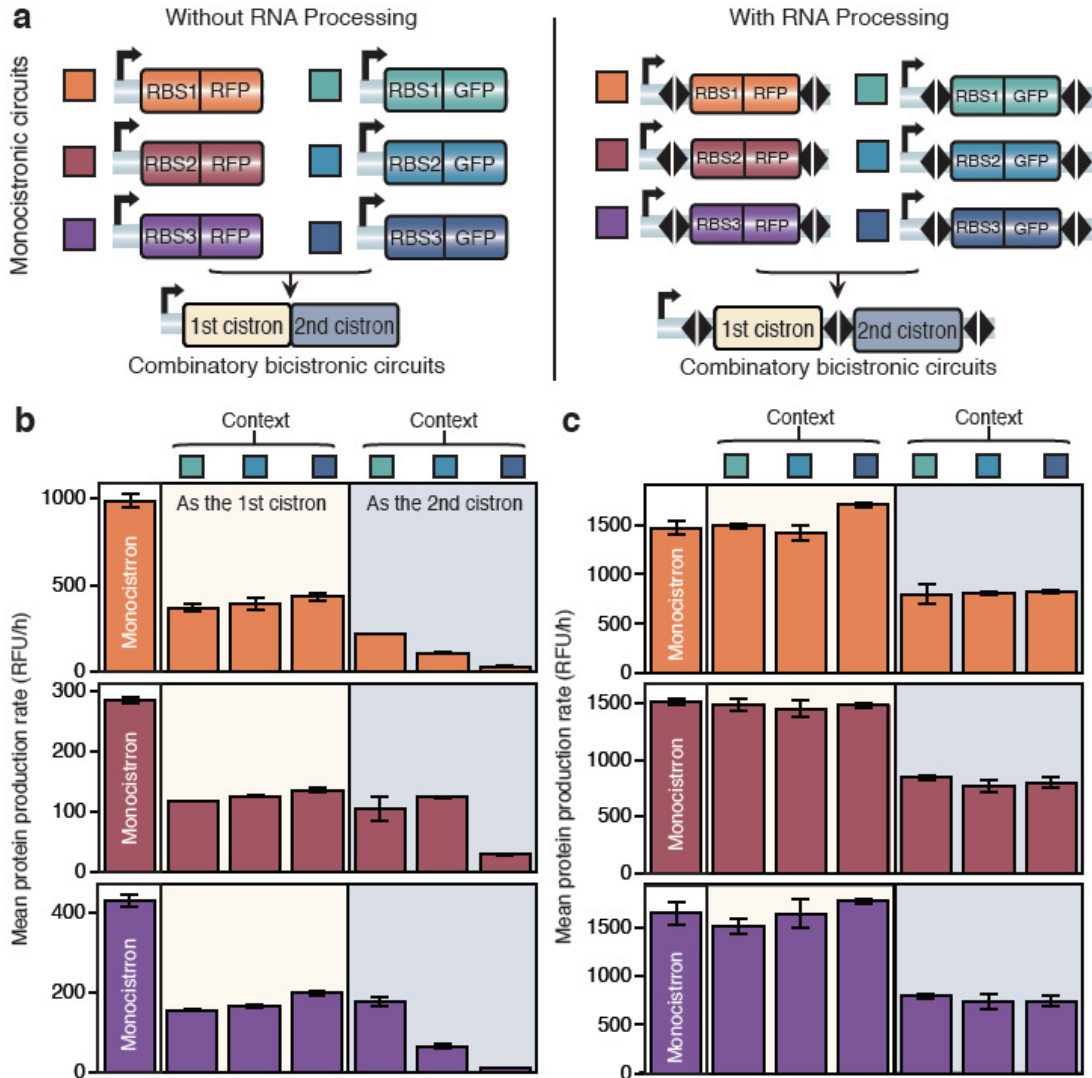 a
Without RNA Processing
With RNA Processing
Monocistronic circuits
RBS1 RFP
RBS1 GFP
RBS1 RFP
RBS1 GFP
RBS2 RFP
RBS2 GFP
RBS2 RFP
RBS2 GFP
RBS3 RFP
RBS3 GFP
RBS3 RFP
RBS3 GFP
1st cistron 2nd cistron
1st cistron 2nd cistron
Combinatory bicistronic circuits
Combinatory bicistronic circuits
b
Context
Context
As the 1st cistron
As the 2nd cistron
Mean protein production rate (RFU/h)
1000
500
0
Monocistrron
300
200
100
0
Monocistrron
400
200
0
Monocistrron
c
Context
Context
Mean protein production rate (RFU/h)
1500
1000
500
0
Monocistrron
1500
1000
500
0
Monocistrron
1500
1000
500
0
Monocistrron